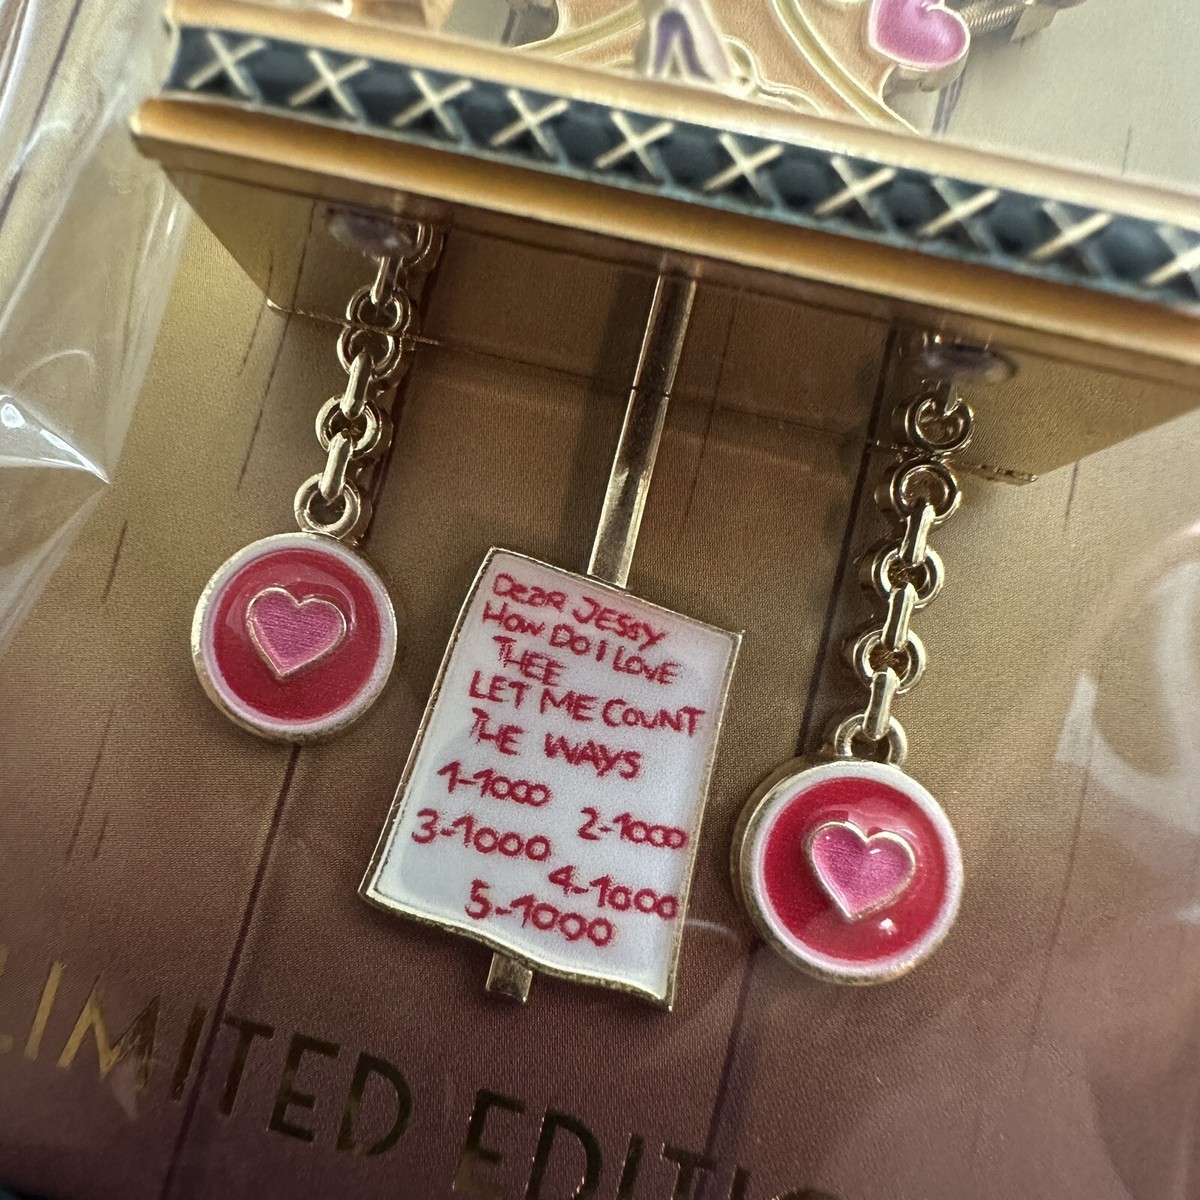 Dear JESSY
How Do I LOVE
THEE
LET ME COUNT
THE WAYS
1-1000
2-1000
3-1000
4-1000
5-1000
LIMITED EDITIO